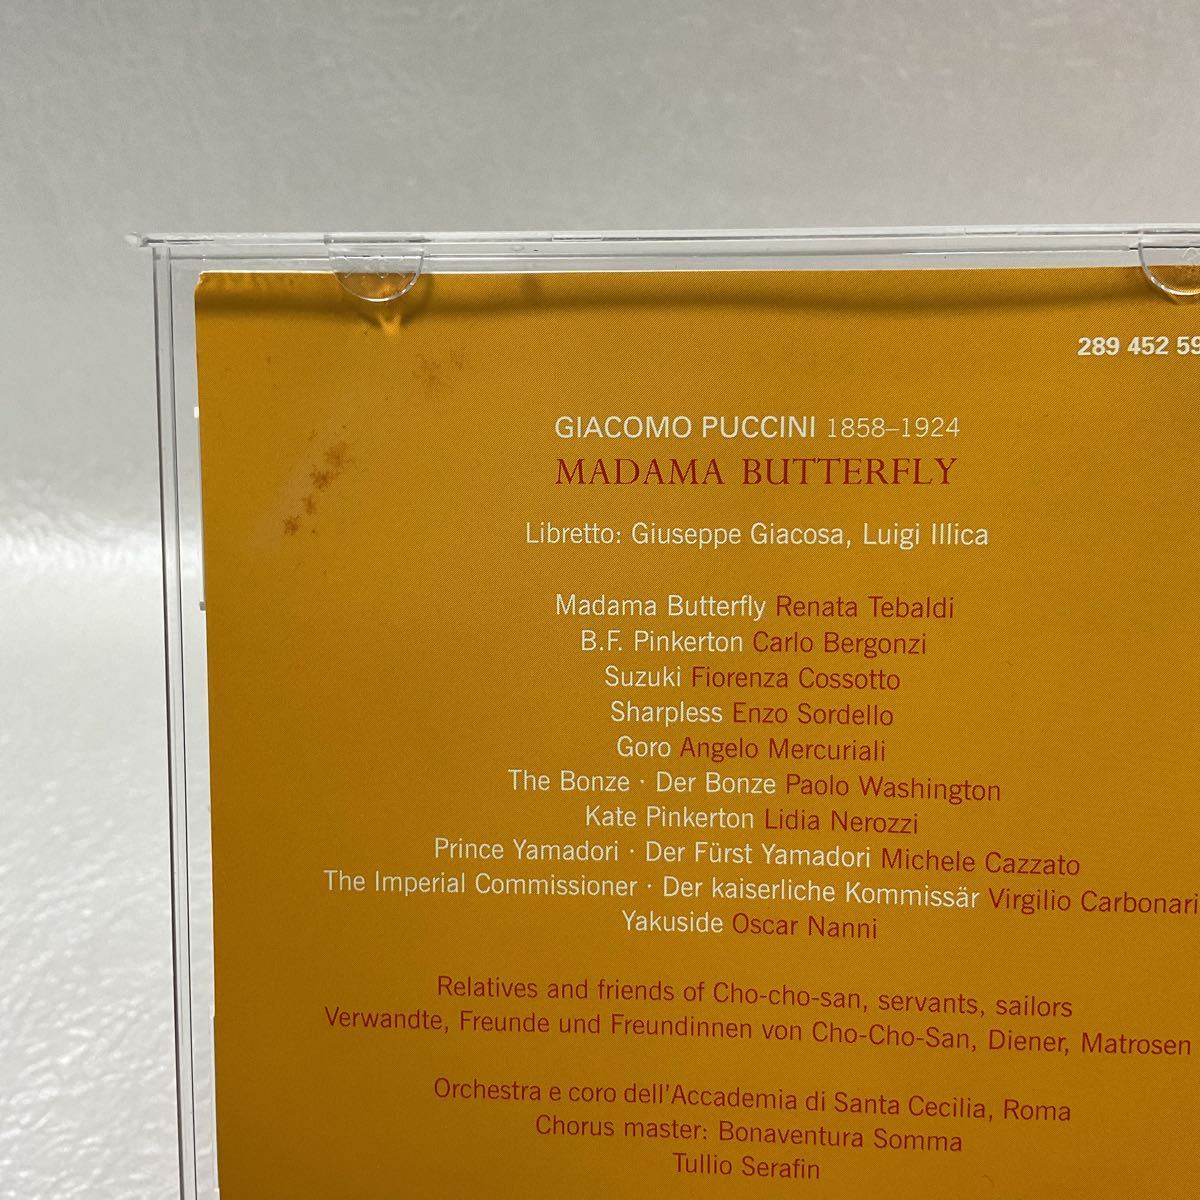 289 452 59
GIACOMO PUCCINI 1858–1924
MADAMA BUTTERFLY
Libretto: Giuseppe Giacosa, Luigi Illica
Madama Butterfly Renata Tebaldi
B.F. Pinkerton Carlo Bergonzi
Suzuki Fiorenza Cossotto
Sharpless Enzo Sordello
Goro Angelo Mercuriali
The Bonze · Der Bonze Paolo Washington
Kate Pinkerton Lidia Nerozzi
Prince Yamadori · Der Fürst Yamadori Michele Cazzato
The Imperial Commissioner · Der kaiserliche Kommissär Virgilio Carbonari
Yakuside Oscar Nanni
Relatives and friends of Cho-cho-san, servants, sailors
Verwandte, Freunde und Freundinnen von Cho-Cho-San, Diener, Matrosen
Orchestra e coro dell'Accademia di Santa Cecilia, Roma
Chorus master: Bonaventura Somma
Tullio Serafin